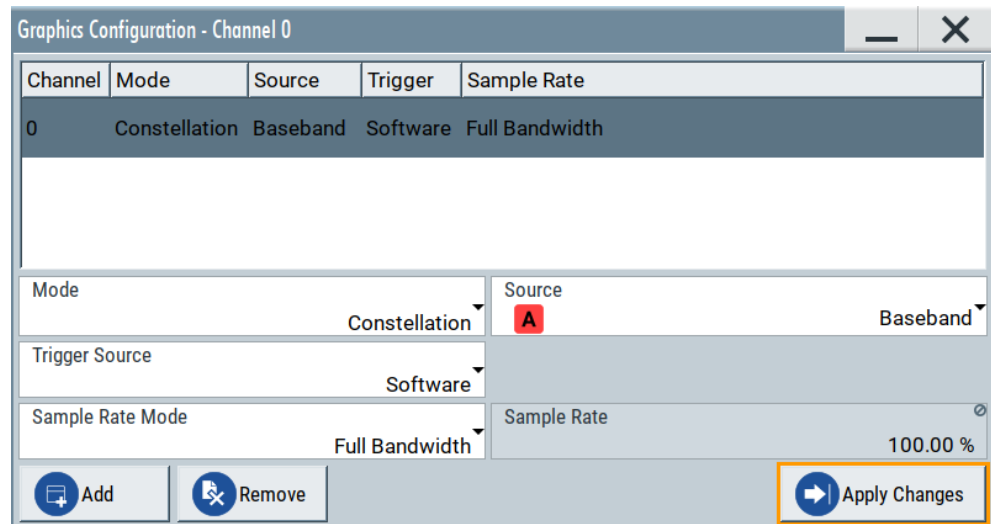 Graphics Configuration - Channel 0
Channel Mode Source Trigger Sample Rate
0 Constellation Baseband Software Full Bandwidth
Mode
Constellation
Source
A Baseband
Trigger Source
Software
Sample Rate Mode
Full Bandwidth
Sample Rate
100.00 %
Add Remove Apply Changes